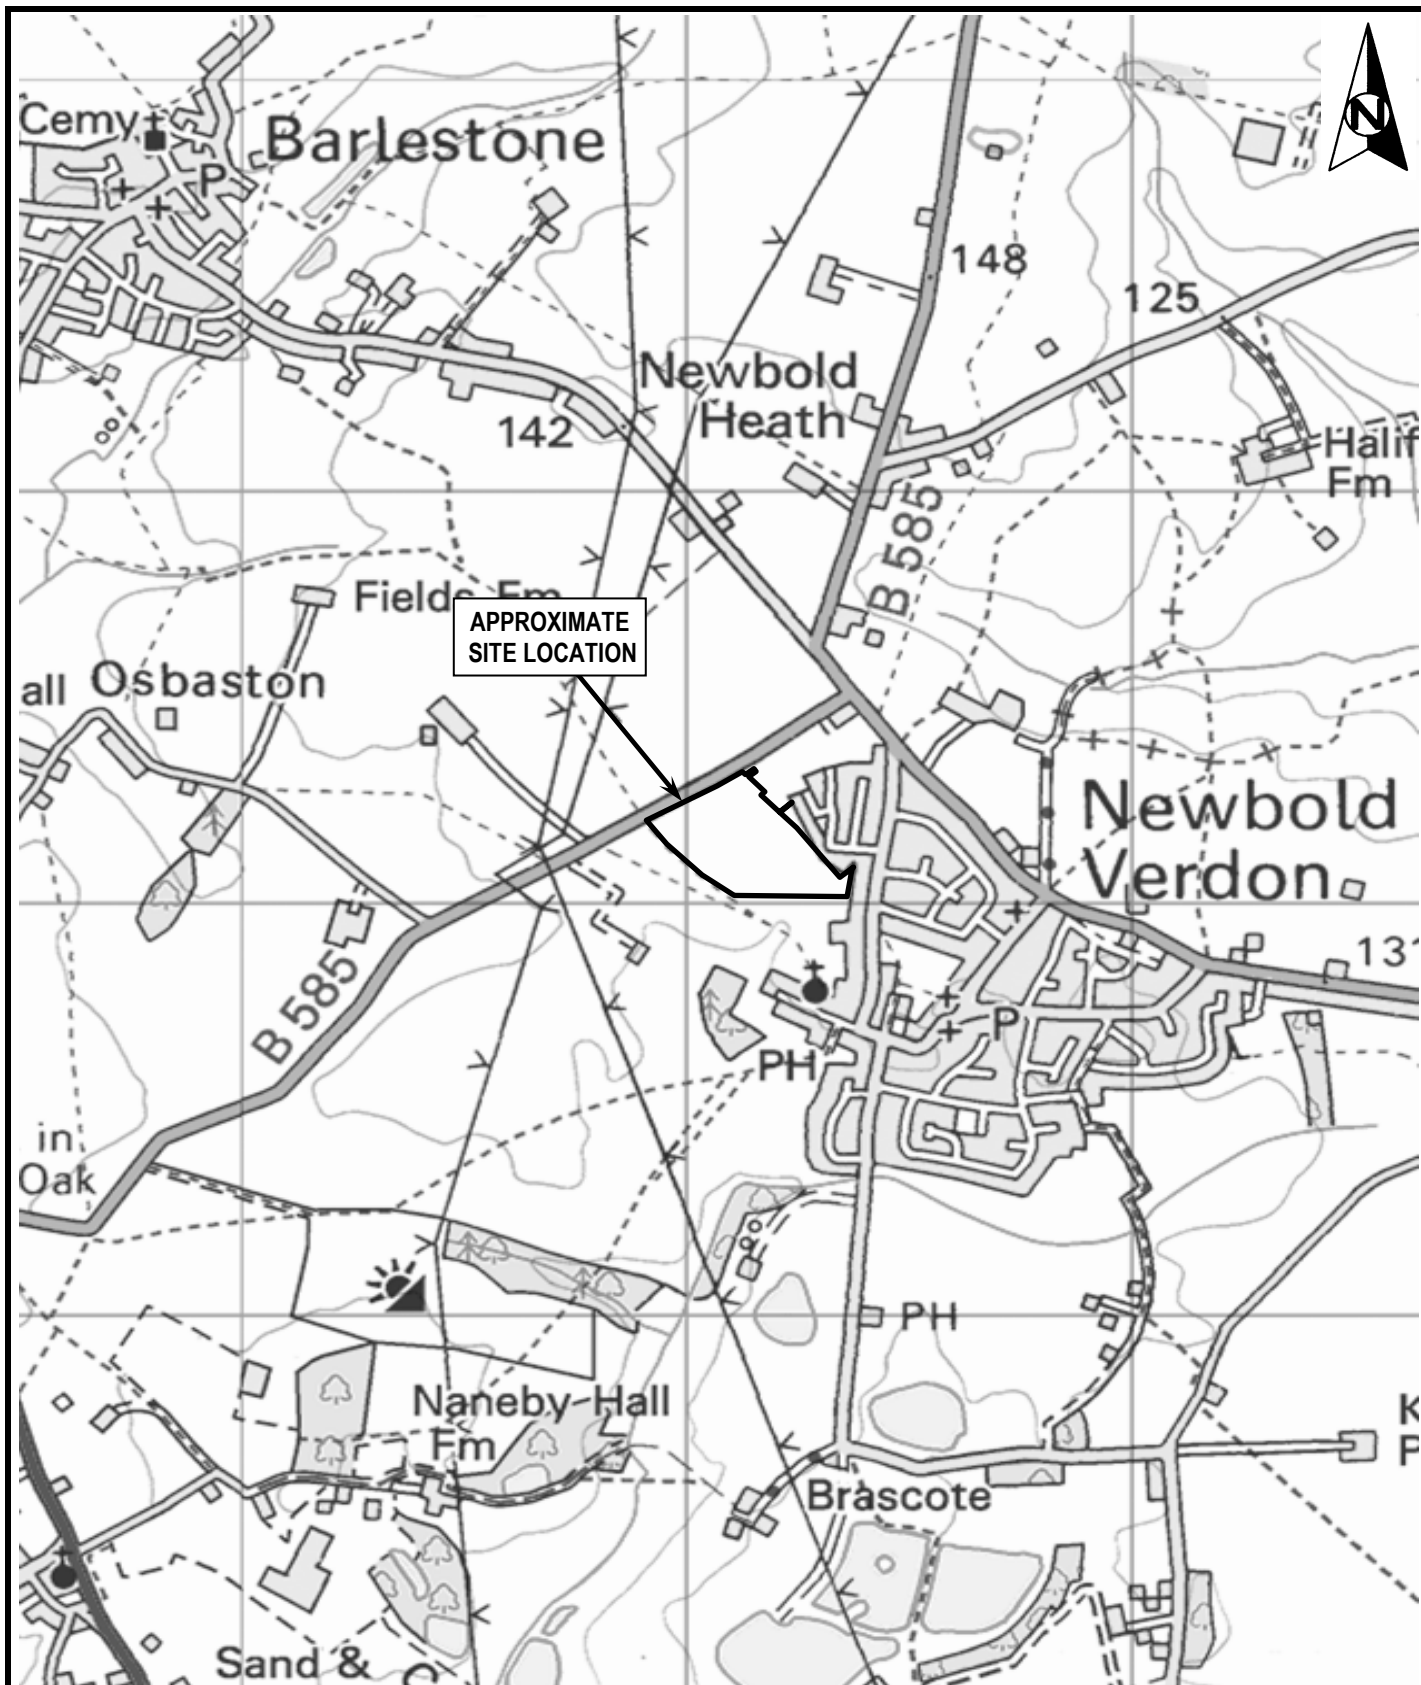 N
Cemy
Barlestone
P
148
125
Newbold
Heath
142
Halif
Fm
B 585
Fields Fm
APPROXIMATE
SITE LOCATION
all
Osbaston
Newbold
Verdon
131
B 585
P
PH
in
Oak
PH
Naneby Hall
Fm
K
P
Brascote
Sand &